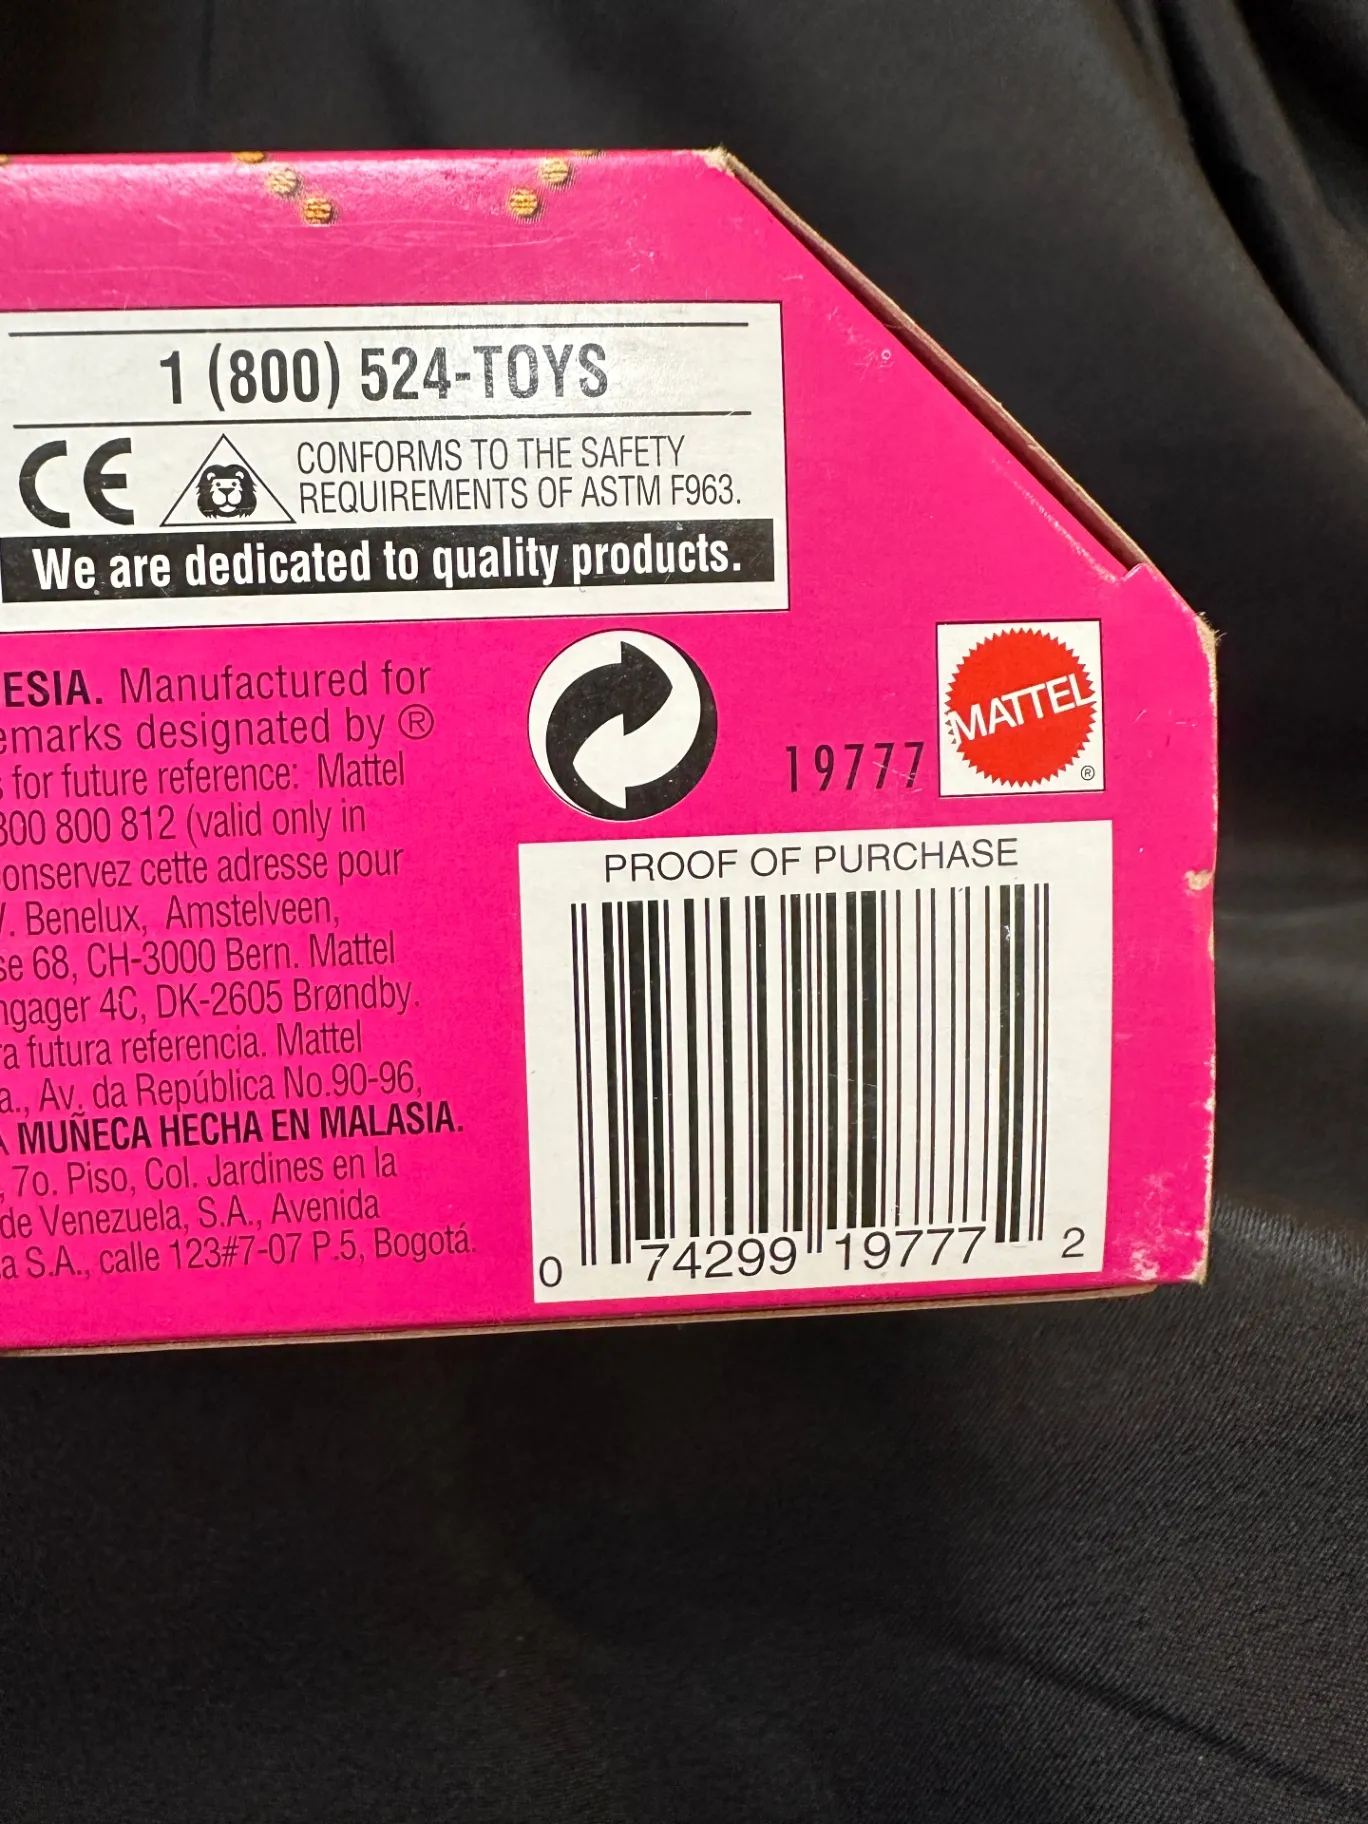 1 (800) 524-TOYS
CE
CONFORMS TO THE SAFETY
REQUIREMENTS OF ASTM F963.
We are dedicated to quality products.
ESIA. Manufactured for
emarks designated by ®
for future reference: Mattel
800 800 812 (valid only in
onservez cette adresse pour
. Benelux, Amstelveen,
se 68, CH-3000 Bern. Mattel
ngager 4C, DK-2605 Brøndby.
ra futura referencia. Mattel
a., Av. da República No.90-96,
MUÑECA HECHA EN MALASIA.
, 7o. Piso, Col. Jardines en la
de Venezuela, S.A., Avenida
a S.A., calle 123#7-07 P.5, Bogotá.
19777
MATTEL
®
PROOF OF PURCHASE
0 74299 19777 2